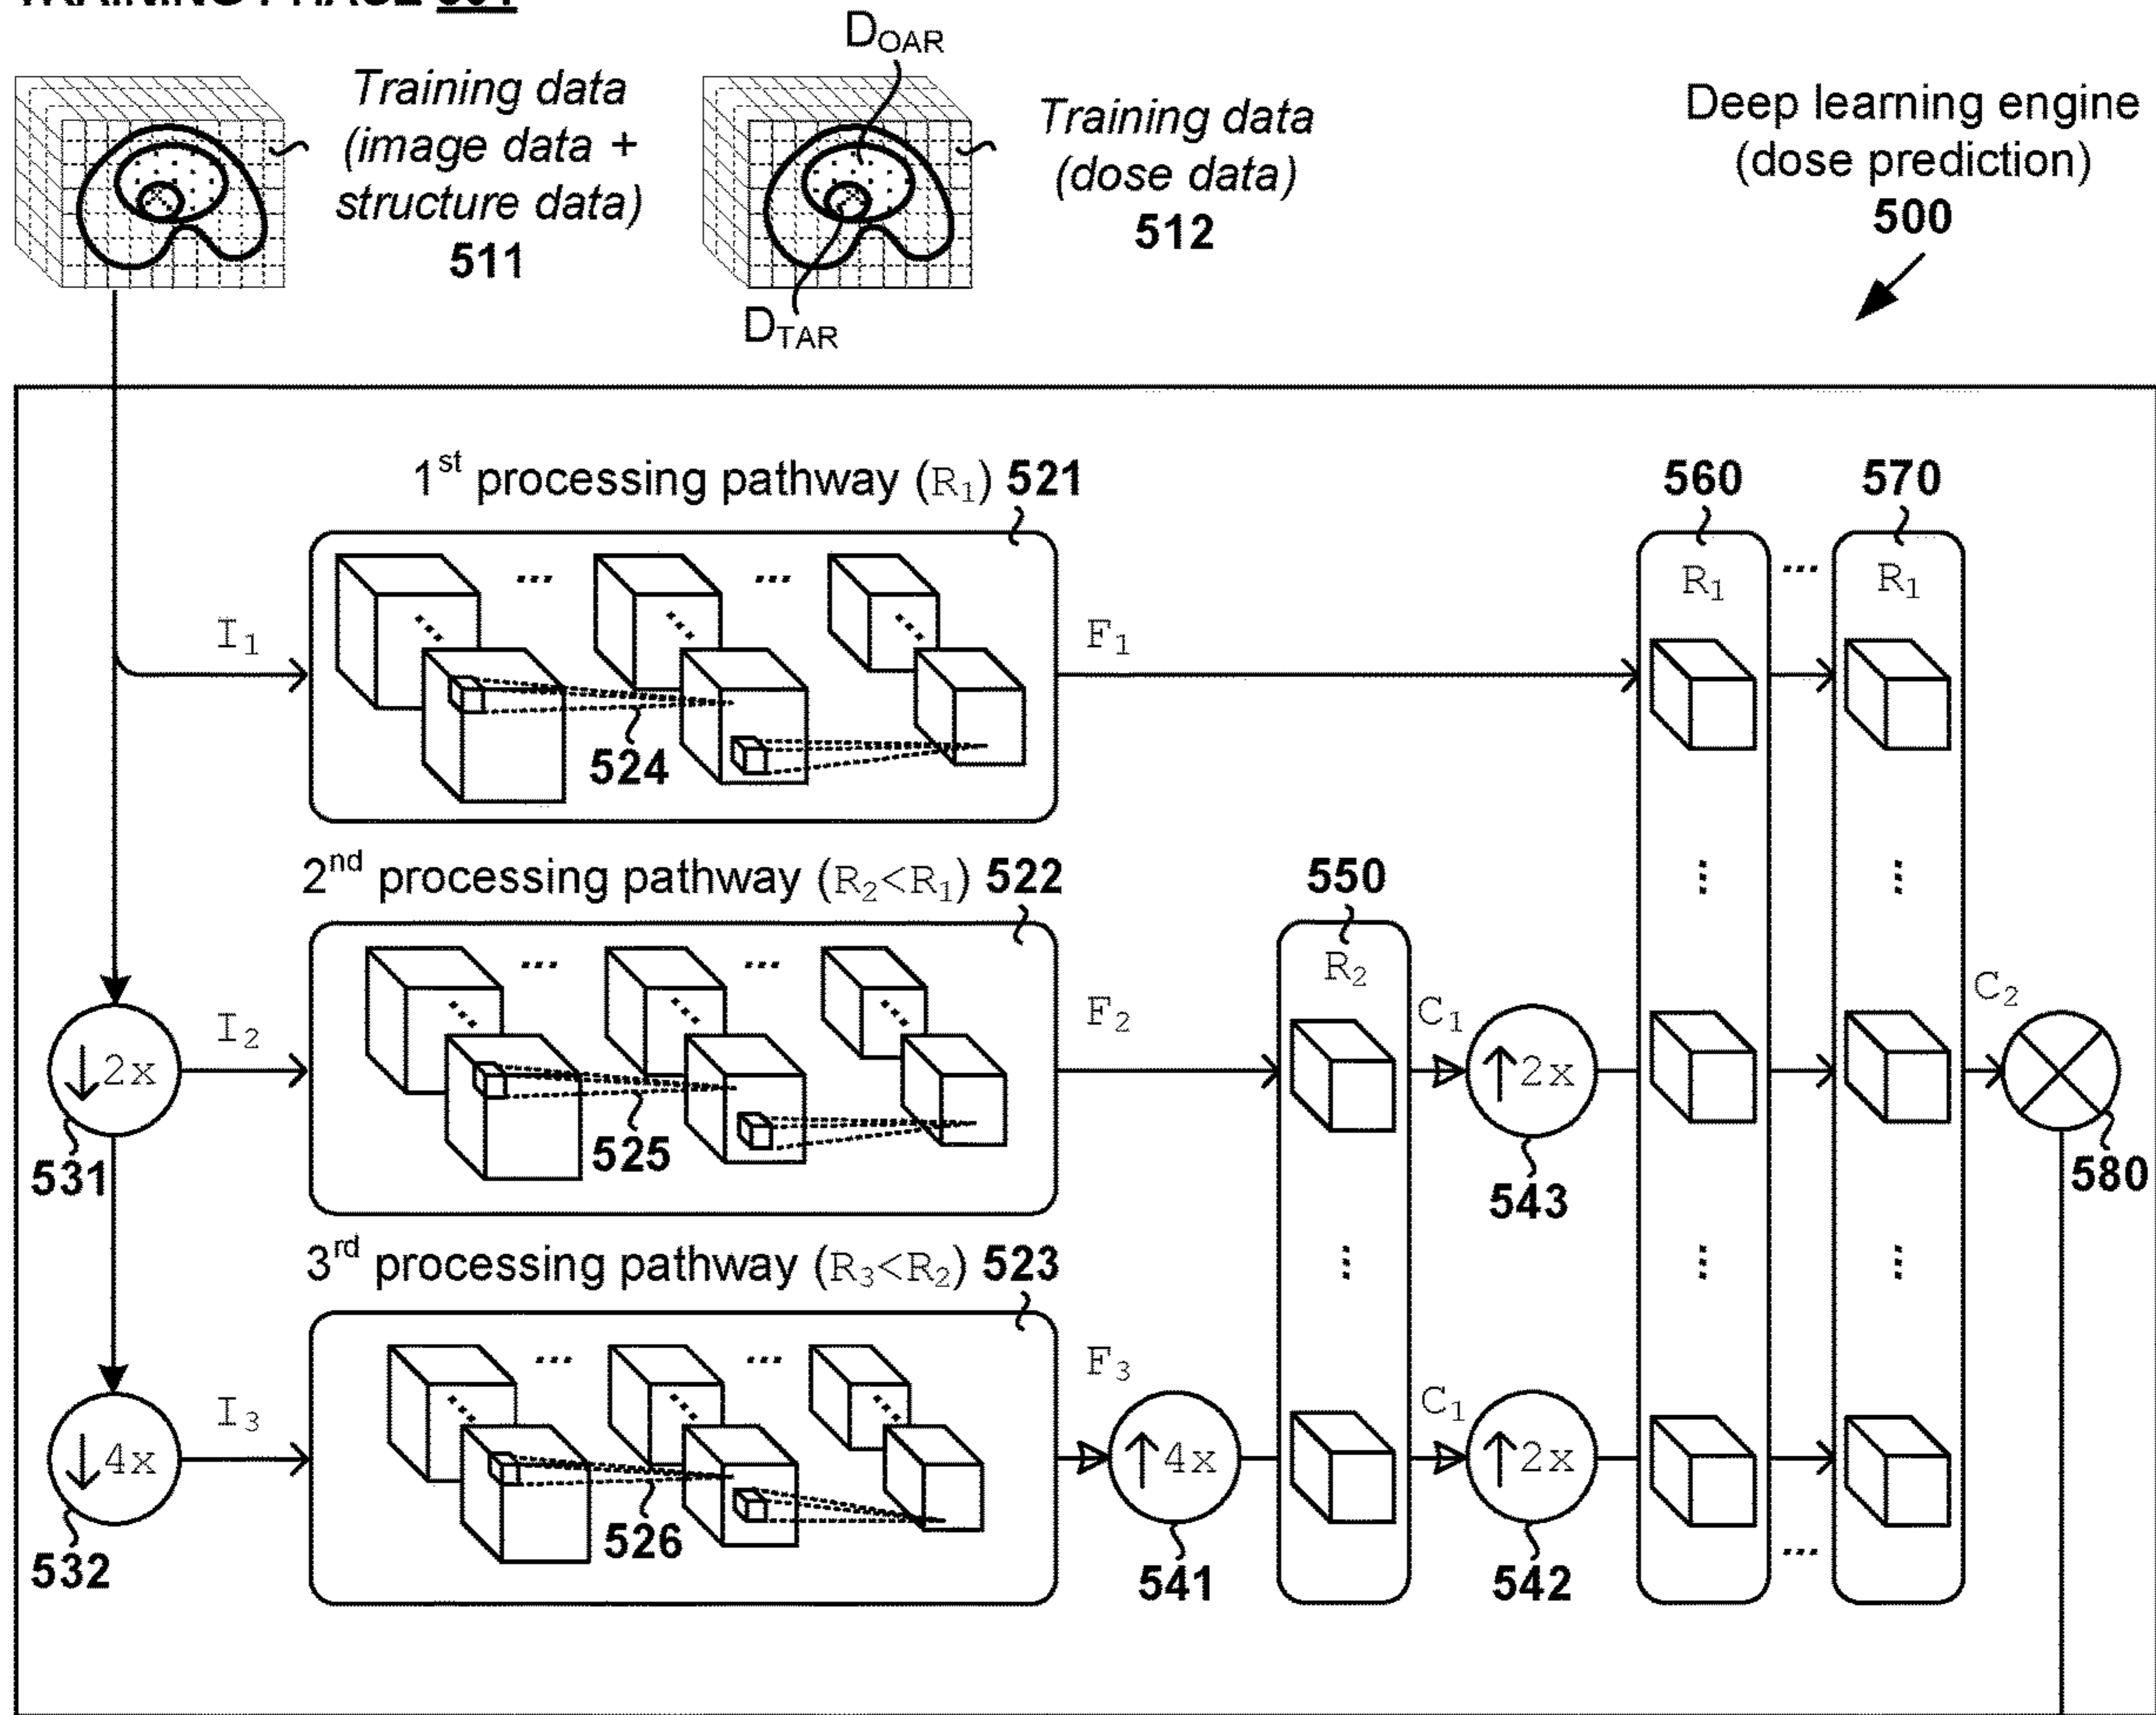 D_OAR
Training data
(image data +
structure data)
511
Training data
(dose data)
512
D_TAR
Deep learning engine
(dose prediction)
500
1st processing pathway (R1) 521
560
570
I1
...
...
524
F1
R1
...
R1
2nd processing pathway (R2<R1) 522
550
↓2x
531
I2
...
...
525
F2
R2
C1
↑2x
543
C2
580
3rd processing pathway (R3<R2) 523
↓4x
532
I3
...
...
526
F3
↑4x
541
C1
↑2x
542
...